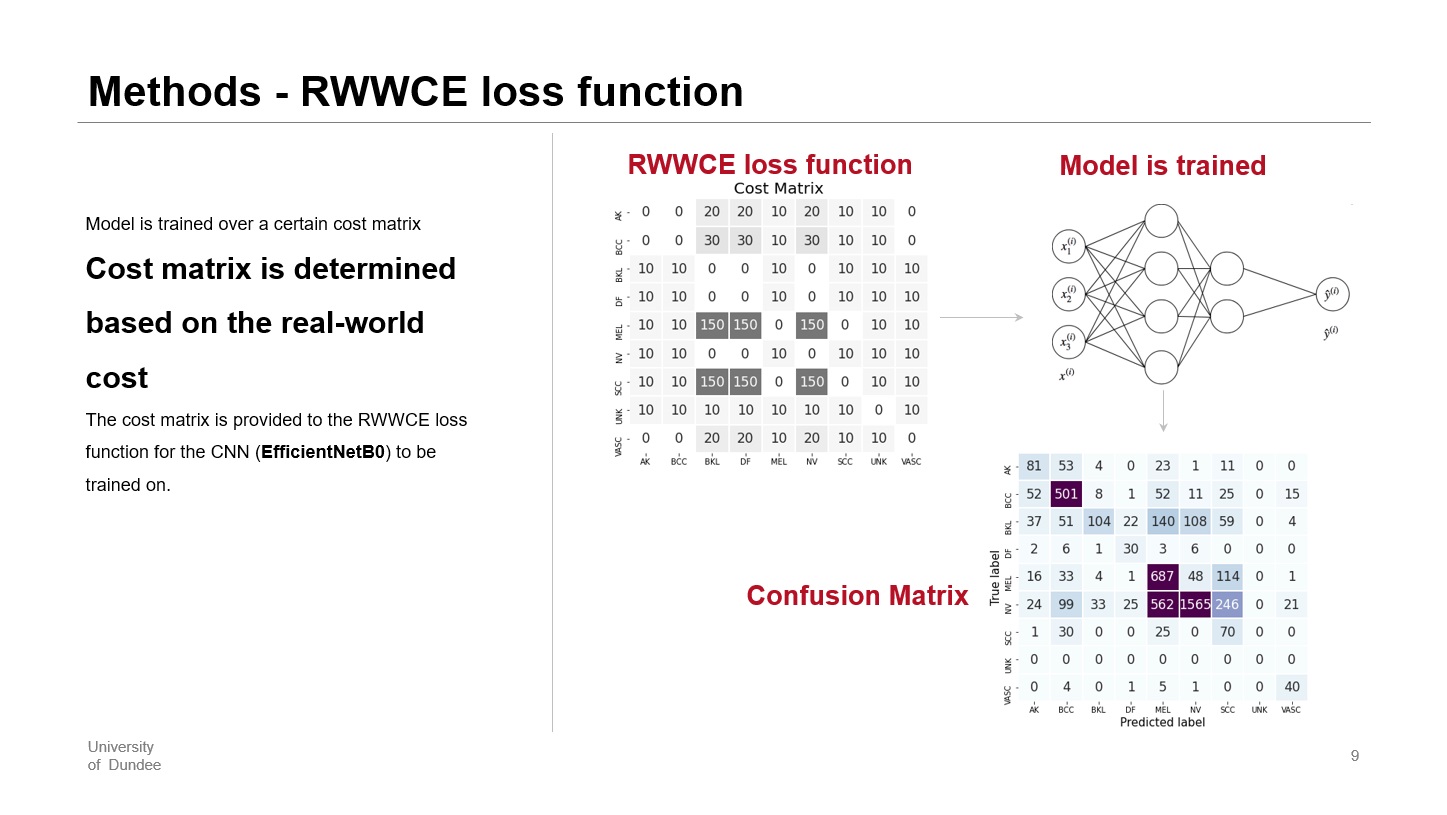 Methods - RWWCE loss function
Model is trained over a certain cost matrix
Cost matrix is determined
based on the real-world
cost
The cost matrix is provided to the RWWCE loss
function for the CNN (EfficientNetB0) to be
trained on.
RWWCE loss function
Cost Matrix
AK 0 0 20 20 10 20 10 10 0
BCC 0 0 30 30 10 30 10 10 0
BKL 10 10 0 0 10 0 10 10 10
DF 10 10 0 0 10 0 10 10 10
MEL 10 10 150 150 0 150 0 10 10
NV 10 10 0 0 10 0 10 10 10
SCC 10 10 150 150 0 150 0 10 10
UNK 10 10 10 10 10 10 10 0 10
VASC 0 0 20 20 10 20 10 10 0
AK BCC BKL DF MEL NV SCC UNK VASC
Model is trained
x₁⁽ⁱ⁾
x₂⁽ⁱ⁾
x₃⁽ⁱ⁾
x⁽ⁱ⁾
ŷ⁽ⁱ⁾
ŷ⁽ⁱ⁾
Confusion Matrix
True label
AK 81 53 4 0 23 1 11 0 0
BCC 52 501 8 1 52 11 25 0 15
BKL 37 51 104 22 140 108 59 0 4
DF 2 6 1 30 3 6 0 0 0
MEL 16 33 4 1 687 48 114 0 1
NV 24 99 33 25 562 1565 246 0 21
SCC 1 30 0 0 25 0 70 0 0
UNK 0 0 0 0 0 0 0 0 0
VASC 0 4 0 1 5 1 0 0 40
AK BCC BKL DF MEL NV SCC UNK VASC
Predicted label
University
of Dundee
9